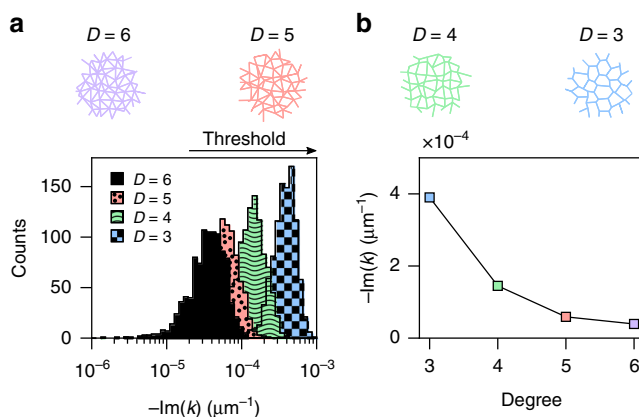 a
D = 6
D = 5
Threshold
150
100
50
0
Counts
D = 6
D = 5
D = 4
D = 3
10⁻⁶
10⁻⁵
10⁻⁴
10⁻³
–Im(k) (μm⁻¹)
b
D = 4
D = 3
×10⁻⁴
4
2
0
–Im(k) (μm⁻¹)
3
4
5
6
Degree